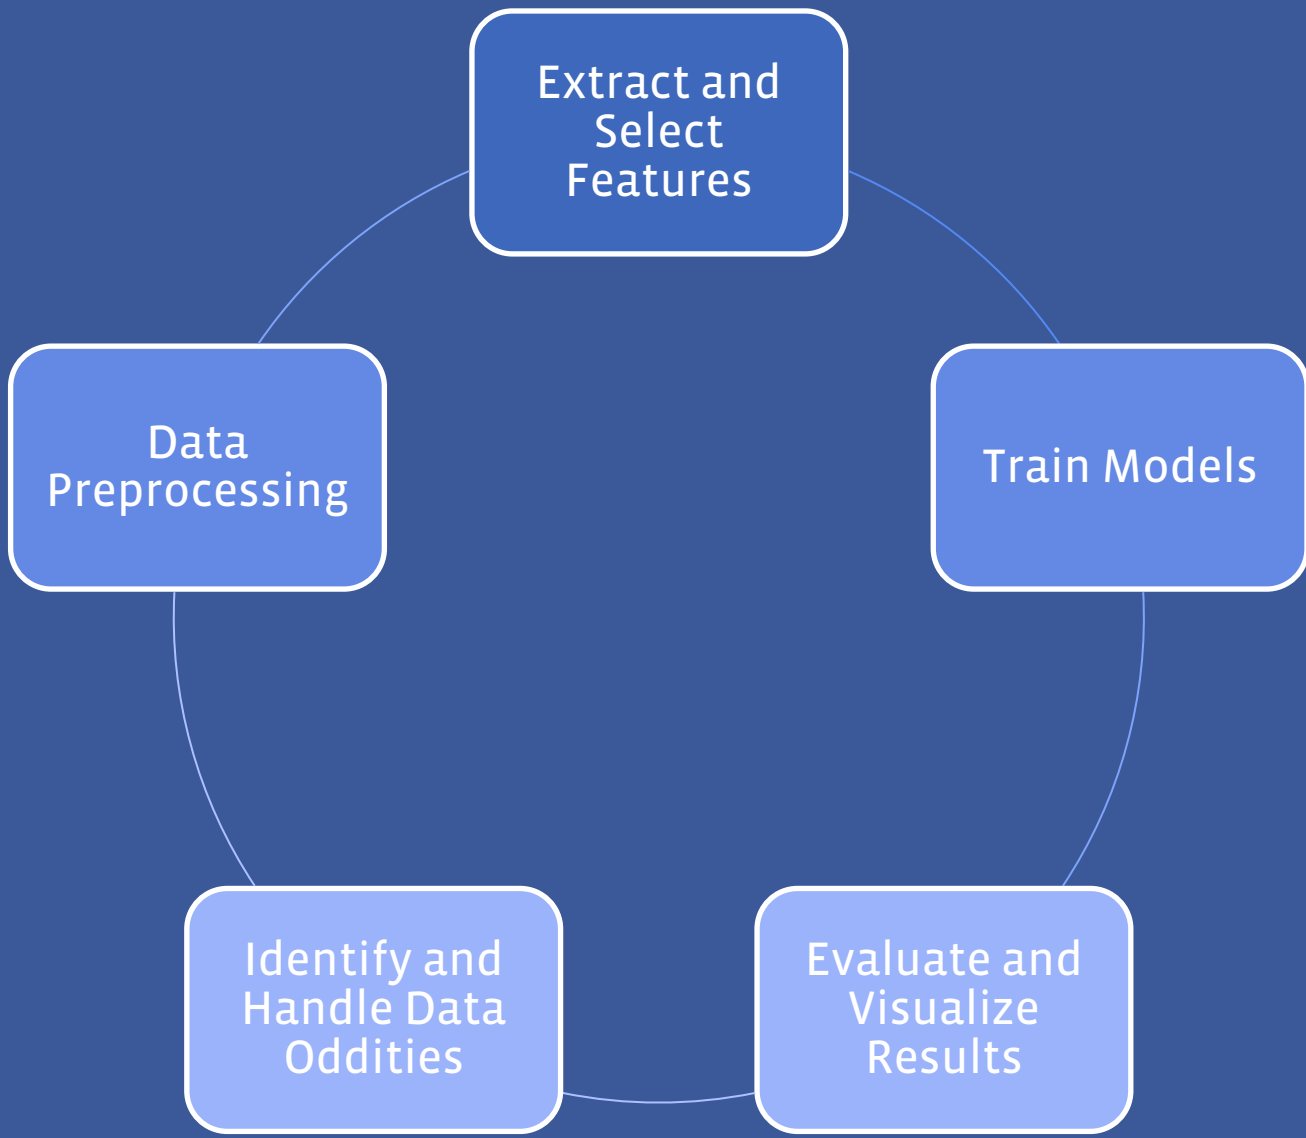 Extract and
Select
Features
Data
Preprocessing
Train Models
Identify and
Handle Data
Oddities
Evaluate and
Visualize
Results